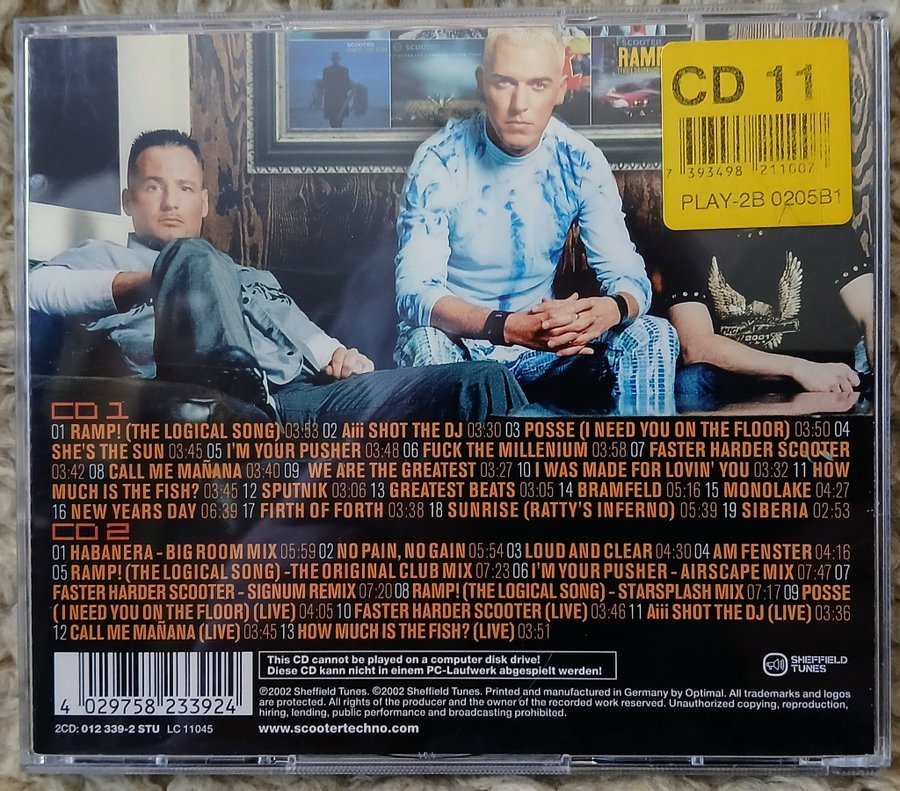 SCOOTER
SCOOTER
SCOOTER
RAMP!
CD 11
7 393498 211007
PLAY-2B 0205B1
CD 1
01 RAMP! (THE LOGICAL SONG) 03:53 02 Aiii SHOT THE DJ 03:30 03 POSSE (I NEED YOU ON THE FLOOR) 03:50 04
SHE'S THE SUN 03:45 05 I'M YOUR PUSHER 03:48 06 FUCK THE MILLENIUM 03:58 07 FASTER HARDER SCOOTER
03:42 08 CALL ME MAÑANA 03:40 09 WE ARE THE GREATEST 03:27 10 I WAS MADE FOR LOVIN' YOU 03:32 11 HOW
MUCH IS THE FISH? 03:45 12 SPUTNIK 03:06 13 GREATEST BEATS 03:05 14 BRAMFELD 05:16 15 MONOLAKE 04:27
16 NEW YEARS DAY 06:39 17 FIRTH OF FORTH 03:38 18 SUNRISE (RATTY'S INFERNO) 05:39 19 SIBERIA 02:53
CD 2
01 HABANERA - BIG ROOM MIX 05:59 02 NO PAIN, NO GAIN 05:54 03 LOUD AND CLEAR 04:30 04 AM FENSTER 04:16
05 RAMP! (THE LOGICAL SONG) -THE ORIGINAL CLUB MIX 07:23 06 I'M YOUR PUSHER - AIRSCAPE MIX 07:47 07
FASTER HARDER SCOOTER - SIGNUM REMIX 07:20 08 RAMP! (THE LOGICAL SONG) - STARSPLASH MIX 07:17 09 POSSE
(I NEED YOU ON THE FLOOR) (LIVE) 04:05 10 FASTER HARDER SCOOTER (LIVE) 03:46 11 Aiii SHOT THE DJ (LIVE) 03:36
12 CALL ME MAÑANA (LIVE) 03:45 13 HOW MUCH IS THE FISH? (LIVE) 03:51
This CD cannot be played on a computer disk drive!
Diese CD kann nicht in einem PC-Laufwerk abgespielt werden!
SHEFFIELD
TUNES
4 029758 233924
℗2002 Sheffield Tunes. ©2002 Sheffield Tunes. Printed and manufactured in Germany by Optimal. All trademarks and logos
are protected. All rights of the producer and the owner of the recorded work reserved. Unauthorized copying, reproduction,
hiring, lending, public performance and broadcasting prohibited.
2CD: 012 339-2 STU LC 11045
www.scootertechno.com